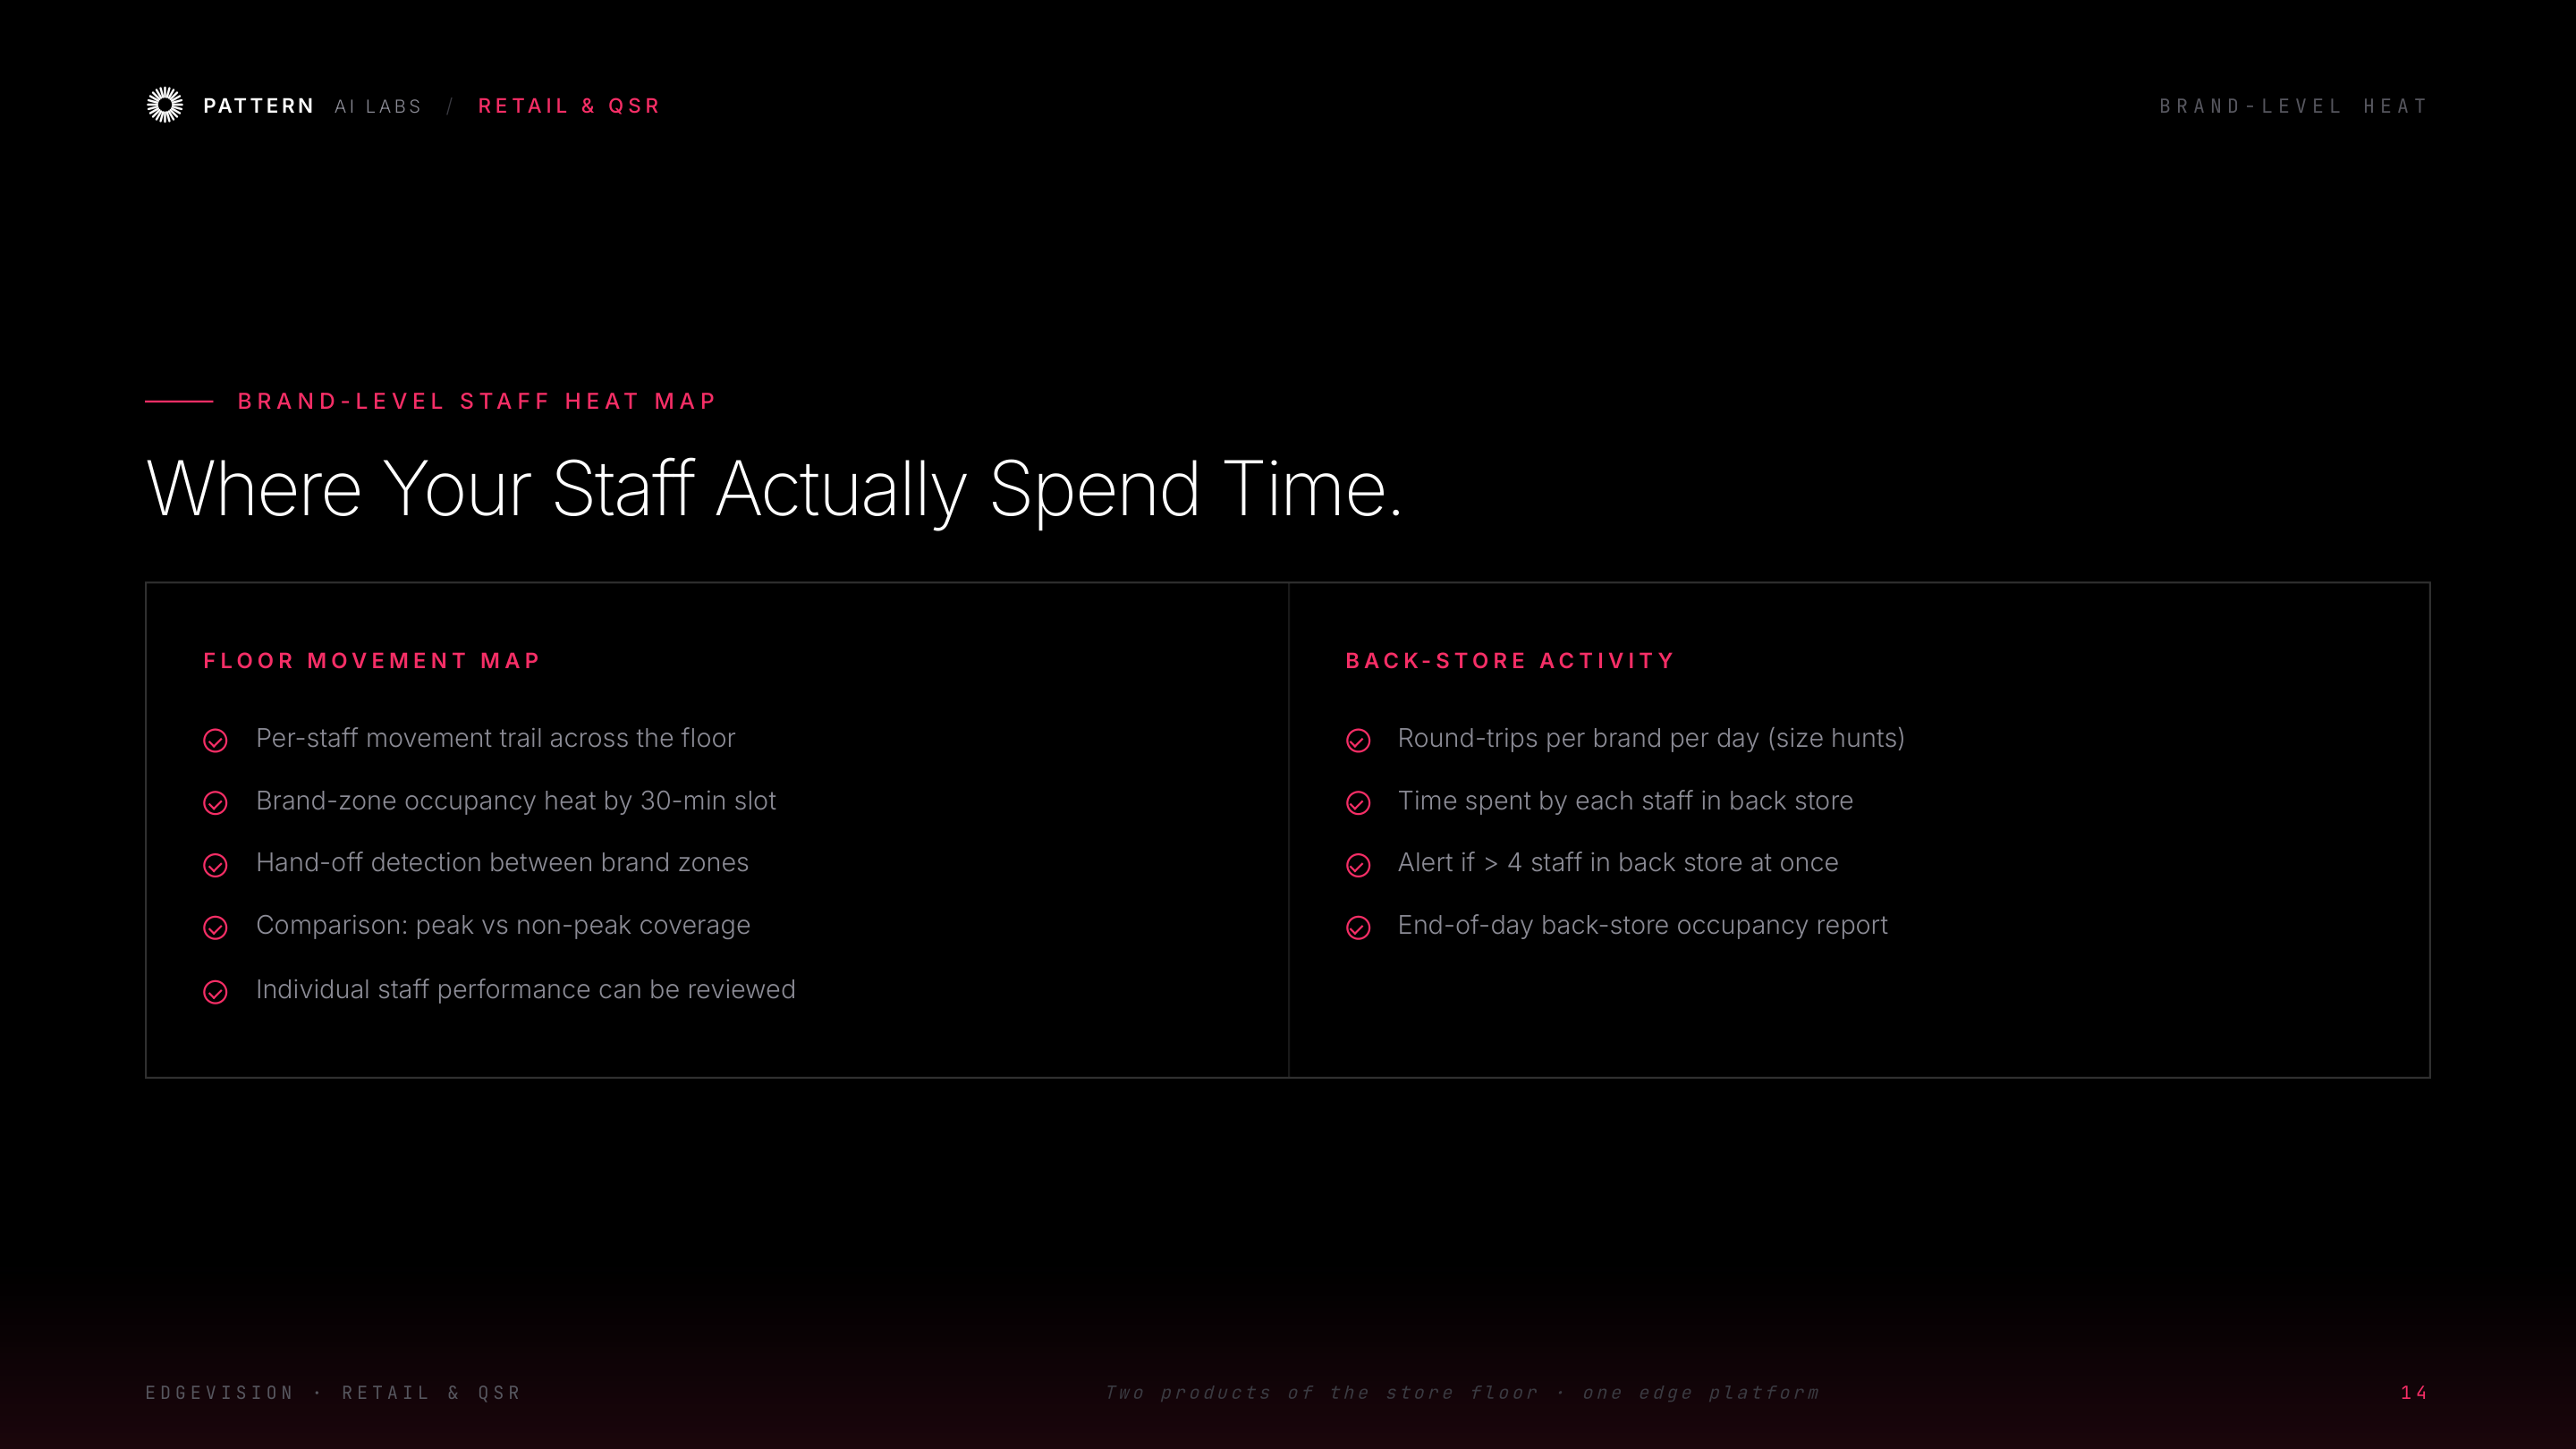 PATTERN AI LABS / RETAIL & QSR
BRAND-LEVEL HEAT
BRAND-LEVEL STAFF HEAT MAP
Where Your Staff Actually Spend Time.
FLOOR MOVEMENT MAP
Per-staff movement trail across the floor
Brand-zone occupancy heat by 30-min slot
Hand-off detection between brand zones
Comparison: peak vs non-peak coverage
Individual staff performance can be reviewed
BACK-STORE ACTIVITY
Round-trips per brand per day (size hunts)
Time spent by each staff in back store
Alert if > 4 staff in back store at once
End-of-day back-store occupancy report
EDGEVISION · RETAIL & QSR
Two products of the store floor · one edge platform
14